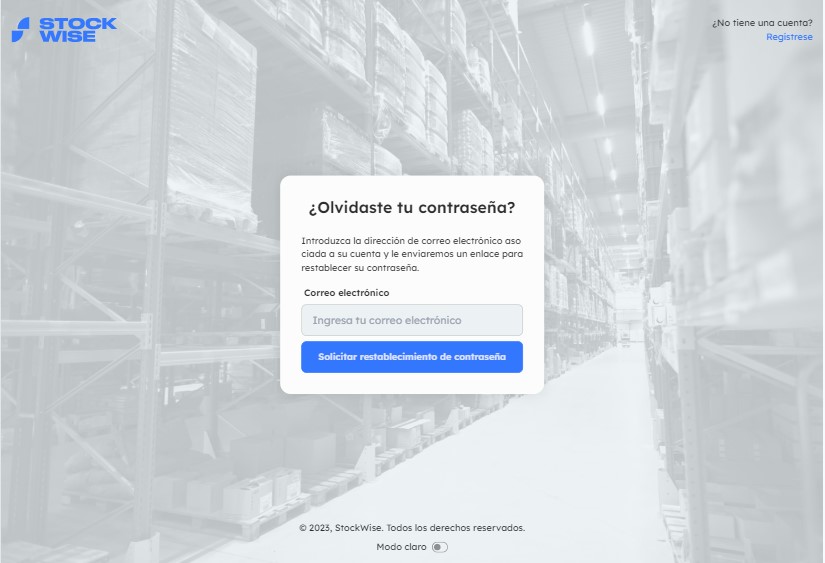 STOCK
WISE
¿No tiene una cuenta?
Regístrese
¿Olvidaste tu contraseña?
Introduzca la dirección de correo electrónico aso
ciada a su cuenta y le enviaremos un enlace para
restablecer su contraseña.
Correo electrónico
Ingresa tu correo electrónico
Solicitar restablecimiento de contraseña
© 2023, StockWise. Todos los derechos reservados.
Modo claro